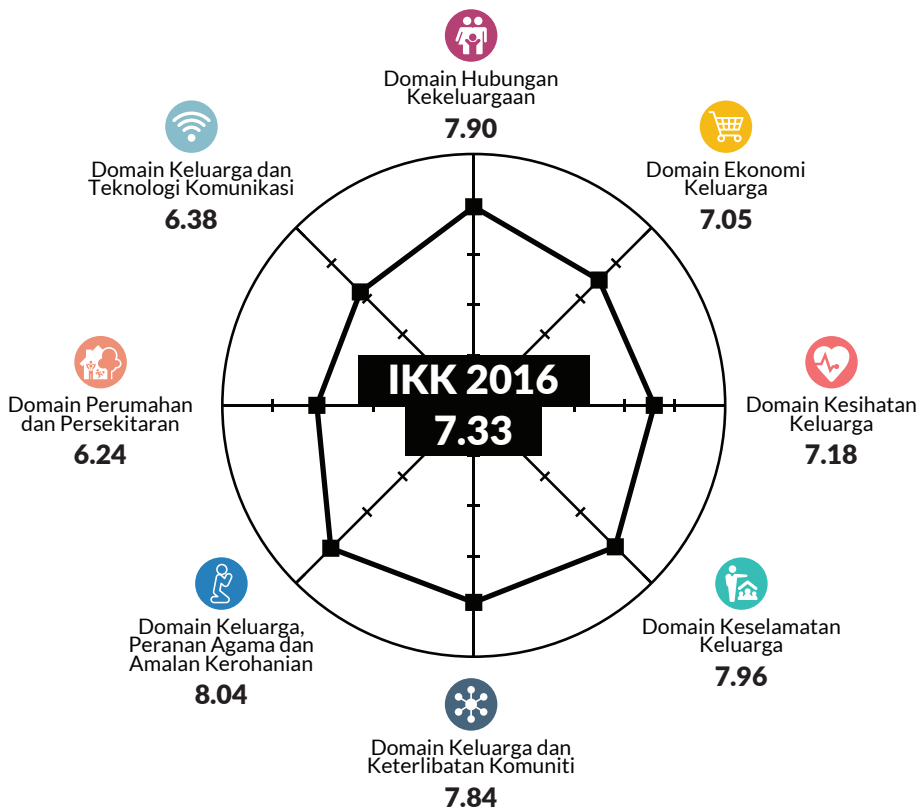 Domain Hubungan
Kekeluargaan
7.90
Domain Ekonomi
Keluarga
7.05
Domain Kesihatan
Keluarga
7.18
Domain Keselamatan
Keluarga
7.96
Domain Keluarga dan
Keterlibatan Komuniti
7.84
Domain Keluarga,
Peranan Agama dan
Amalan Kerohanian
8.04
Domain Perumahan
dan Persekitaran
6.24
Domain Keluarga dan
Teknologi Komunikasi
6.38
IKK 2016
7.33